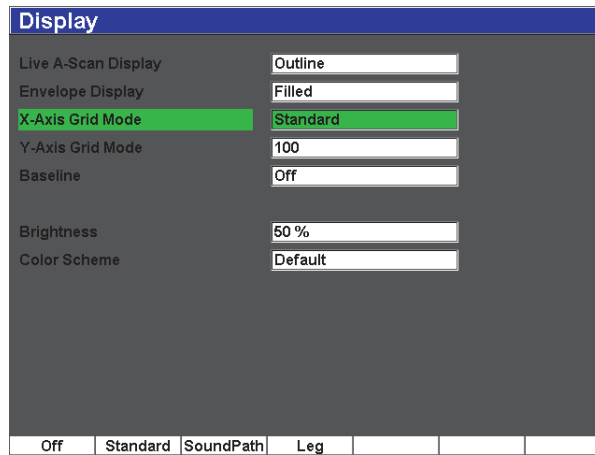 Display
Live A-Scan Display Outline
Envelope Display Filled
X-Axis Grid Mode Standard
Y-Axis Grid Mode 100
Baseline Off
Brightness 50 %
Color Scheme Default
Off Standard SoundPath Leg